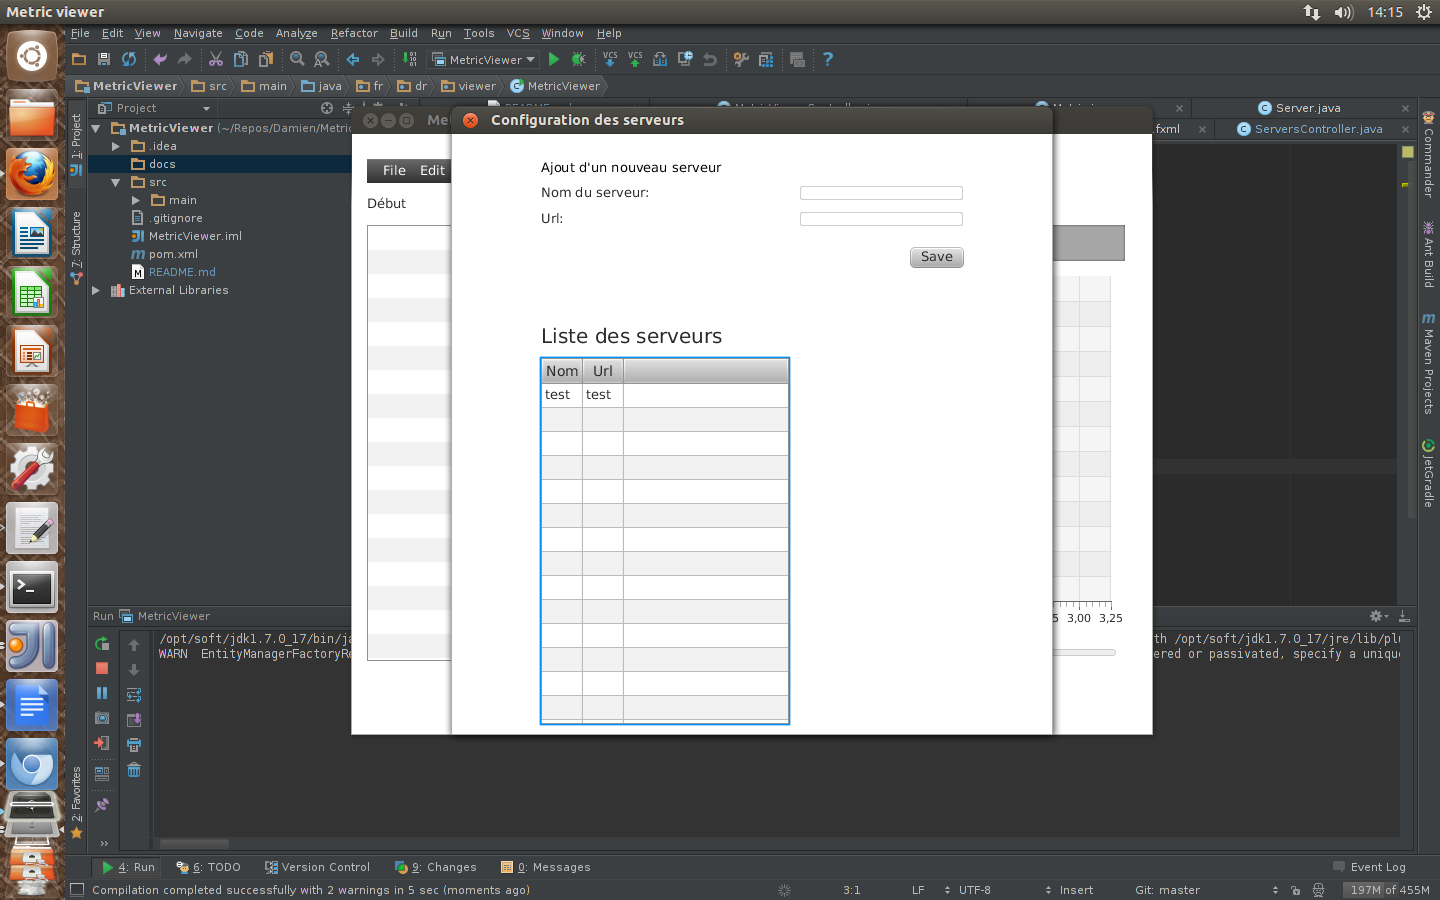 Metric viewer
14:15
File Edit View Navigate Code Analyze Refactor Build Run Tools VCS Window Help
MetricViewer
VCS VCS
MetricViewer src main java fr dr viewer MetricViewer
Project
Server.java
.fxml
ServersController.java
1: Project
7: Structure
2: Favorites
MetricViewer (~/Repos/Damien/Metric
.idea
docs
src
main
.gitignore
MetricViewer.iml
pom.xml
README.md
External Libraries
Configuration des serveurs
File Edit
Début
Ajout d'un nouveau serveur
Nom du serveur:
Url:
Save
Liste des serveurs
Nom Url
test test
3,00 3,25
Commander
Ant Build
Maven Projects
JetGradle
Run MetricViewer
/opt/soft/jdk1.7.0_17/bin/ja
th /opt/soft/jdk1.7.0_17/jre/lib/plu
WARN EntityManagerFactoryRe
ered or passivated, specify a unique
4: Run 6: TODO Version Control 9: Changes 0: Messages Event Log
Compilation completed successfully with 2 warnings in 5 sec (moments ago) 3:1 LF UTF-8 Insert Git: master 197M of 455M